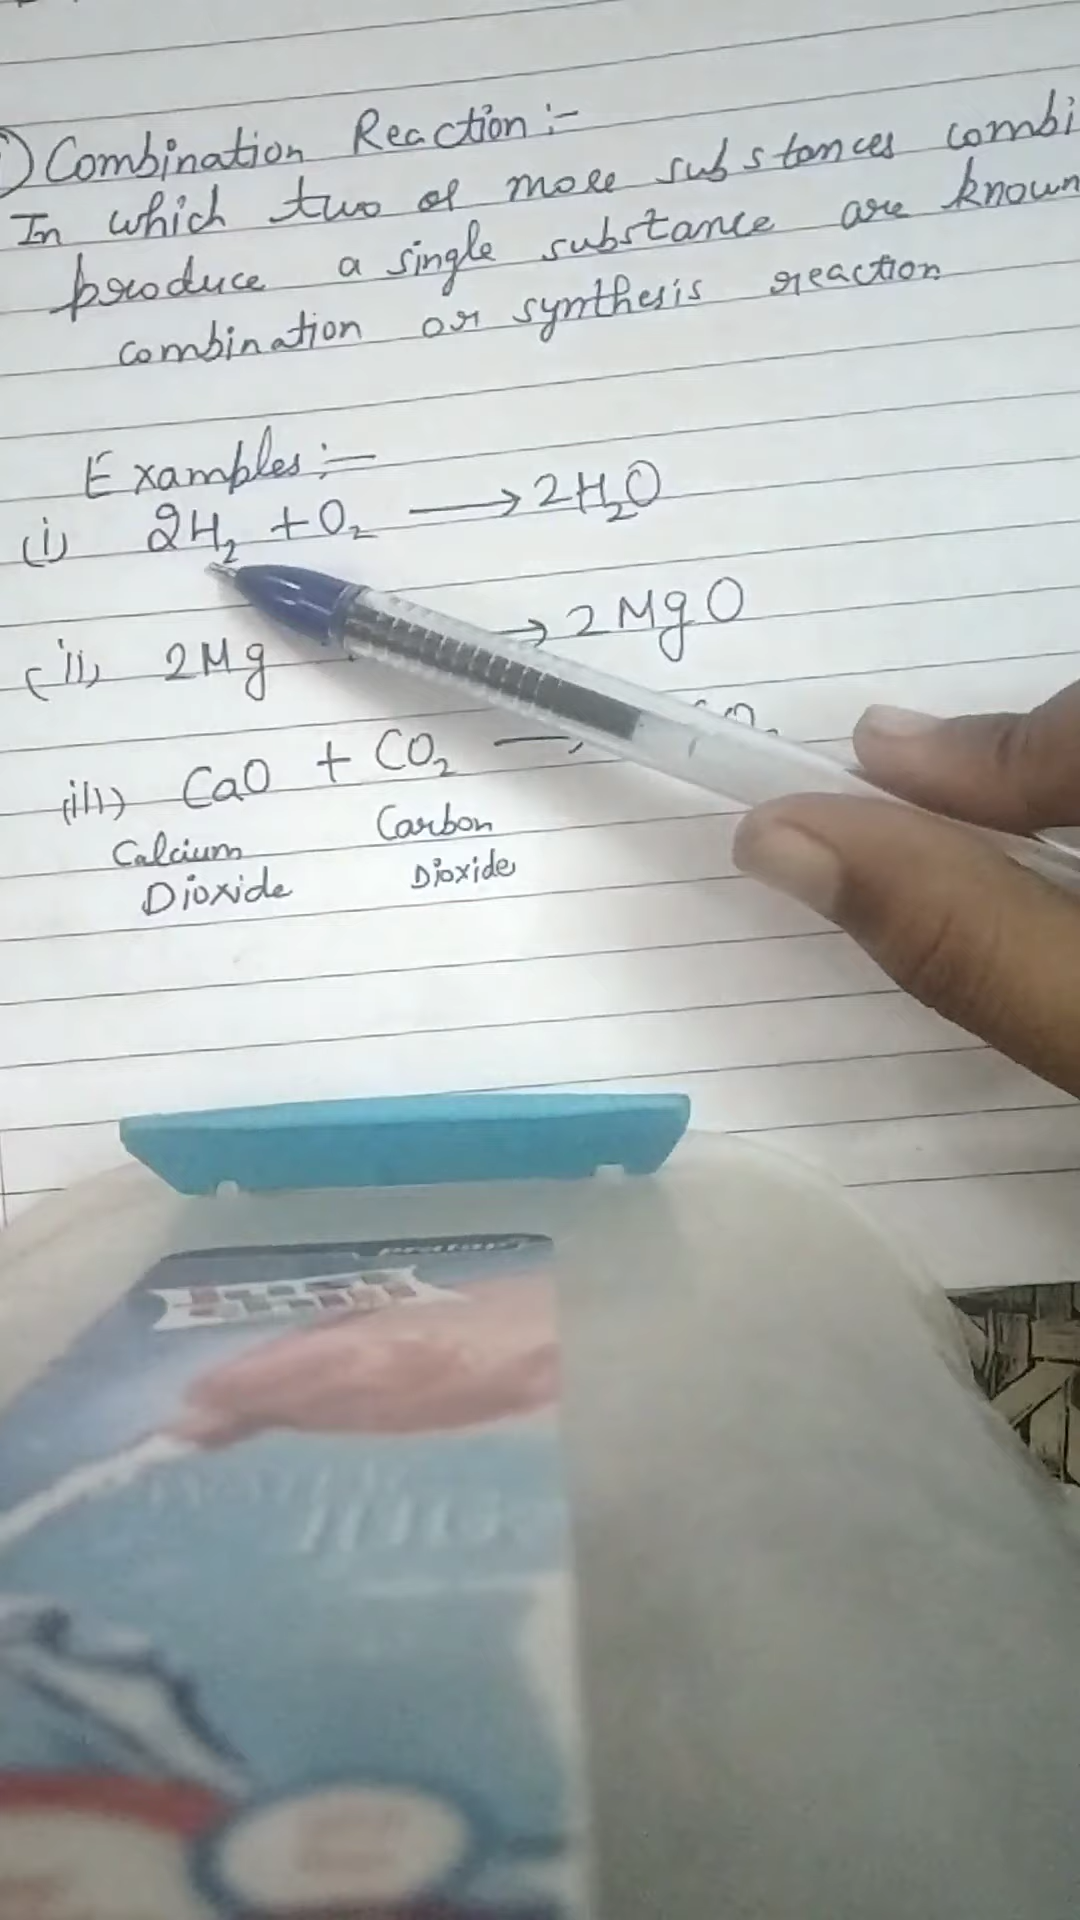 Combination Reaction :-
In which two or more substances combi
produce a single substance are known
combination or synthesis reaction
Examples :-
(i) 2H₂ + O₂ → 2H₂O
(ii) 2Mg → 2MgO
(iii) CaO + CO₂ →
Calcium Carbon
Dioxide Dioxide